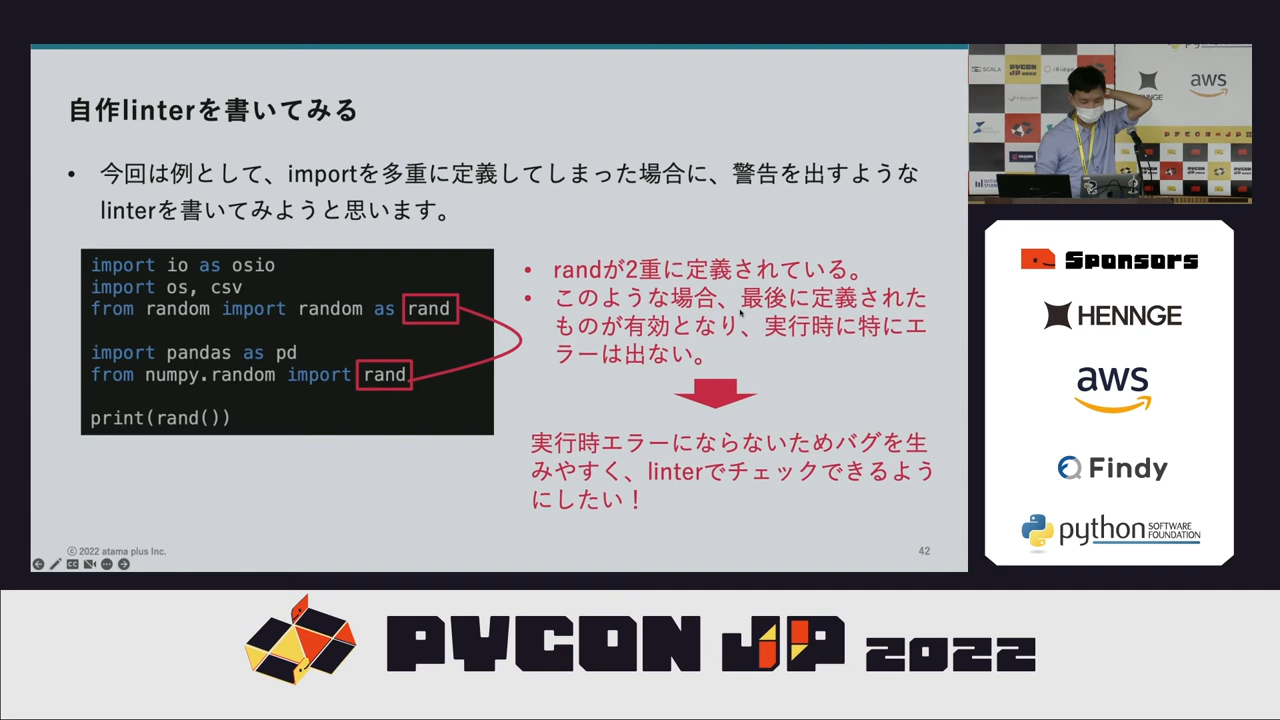 自作linterを書いてみる
• 今回は例として、importを多重に定義してしまった場合に、警告を出すような
linterを書いてみようと思います。
import io as osio
import os, csv
from random import random as rand
import pandas as pd
from numpy.random import rand
print(rand())
• randが2重に定義されている。
• このような場合、最後に定義された
ものが有効となり、実行時に特にエ
ラーは出ない。
実行時エラーにならないためバグを生
みやすく、linterでチェックできるよう
にしたい！
© 2022 atama plus Inc.
42
SCALA
PYCON
JP 2022
aws
Sponsors
HENNGE
aws
Findy
python SOFTWARE
FOUNDATION
PYCON JP 2022